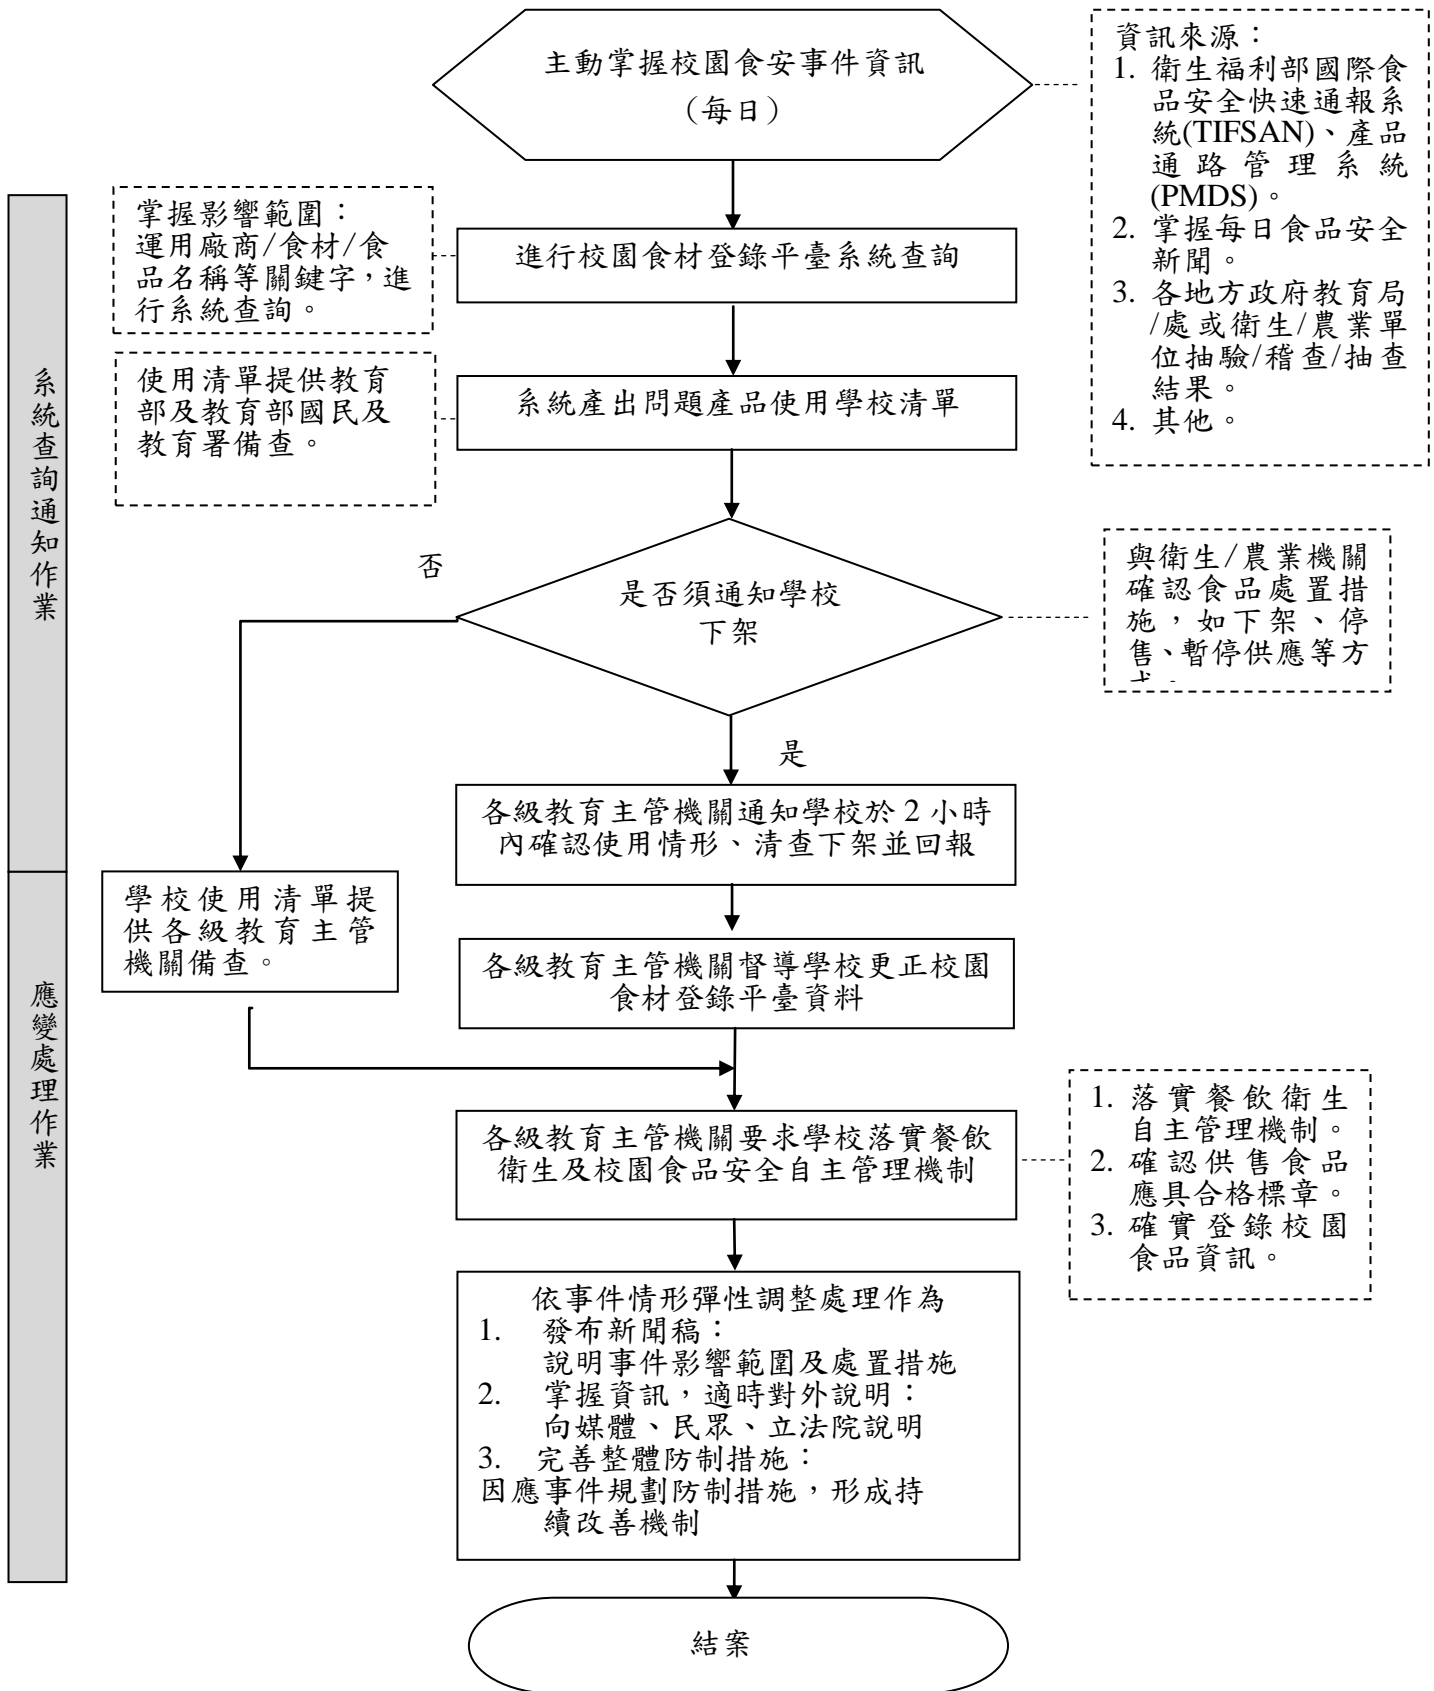 主動掌握校園食安事件資訊
(每日)
資訊來源：
1. 衛生福利部國際食
品安全快速通報系
統(TIFSAN)、產品
通路管理系統
(PMDS)。
2. 掌握每日食品安全
新聞。
3. 各地方政府教育局
/處或衛生/農業單
位抽驗/稽查/抽查
結果。
4. 其他。
系統查詢通知作業
掌握影響範圍：
運用廠商/食材/食
品名稱等關鍵字，進
行系統查詢。
進行校園食材登錄平臺系統查詢
使用清單提供教育
部及教育部國民及
教育署備查。
系統產出問題產品使用學校清單
否
是否須通知學校
下架
與衛生/農業機關
確認食品處置措
施，如下架、停
售、暫停供應等方
是
各級教育主管機關通知學校於 2 小時
內確認使用情形、清查下架並回報
應變處理作業
學校使用清單提
供各級教育主管
機關備查。
各級教育主管機關督導學校更正校園
食材登錄平臺資料
各級教育主管機關要求學校落實餐飲
衛生及校園食品安全自主管理機制
1. 落實餐飲衛生
自主管理機制。
2. 確認供售食品
應具合格標章。
3. 確實登錄校園
食品資訊。
依事件情形彈性調整處理作為
1. 發布新聞稿：
說明事件影響範圍及處置措施
2. 掌握資訊，適時對外說明：
向媒體、民眾、立法院說明
3. 完善整體防制措施：
因應事件規劃防制措施，形成持
續改善機制
結案